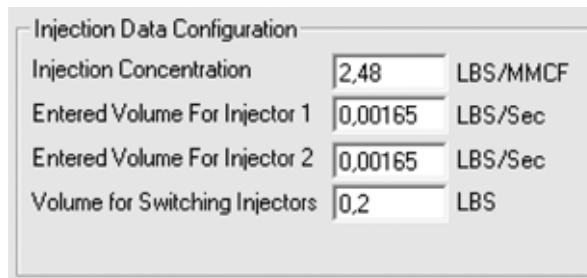 Injection Data Configuration
Injection Concentration 2,48 LBS/MMCF
Entered Volume For Injector 1 0,00165 LBS/Sec
Entered Volume For Injector 2 0,00165 LBS/Sec
Volume for Switching Injectors 0,2 LBS